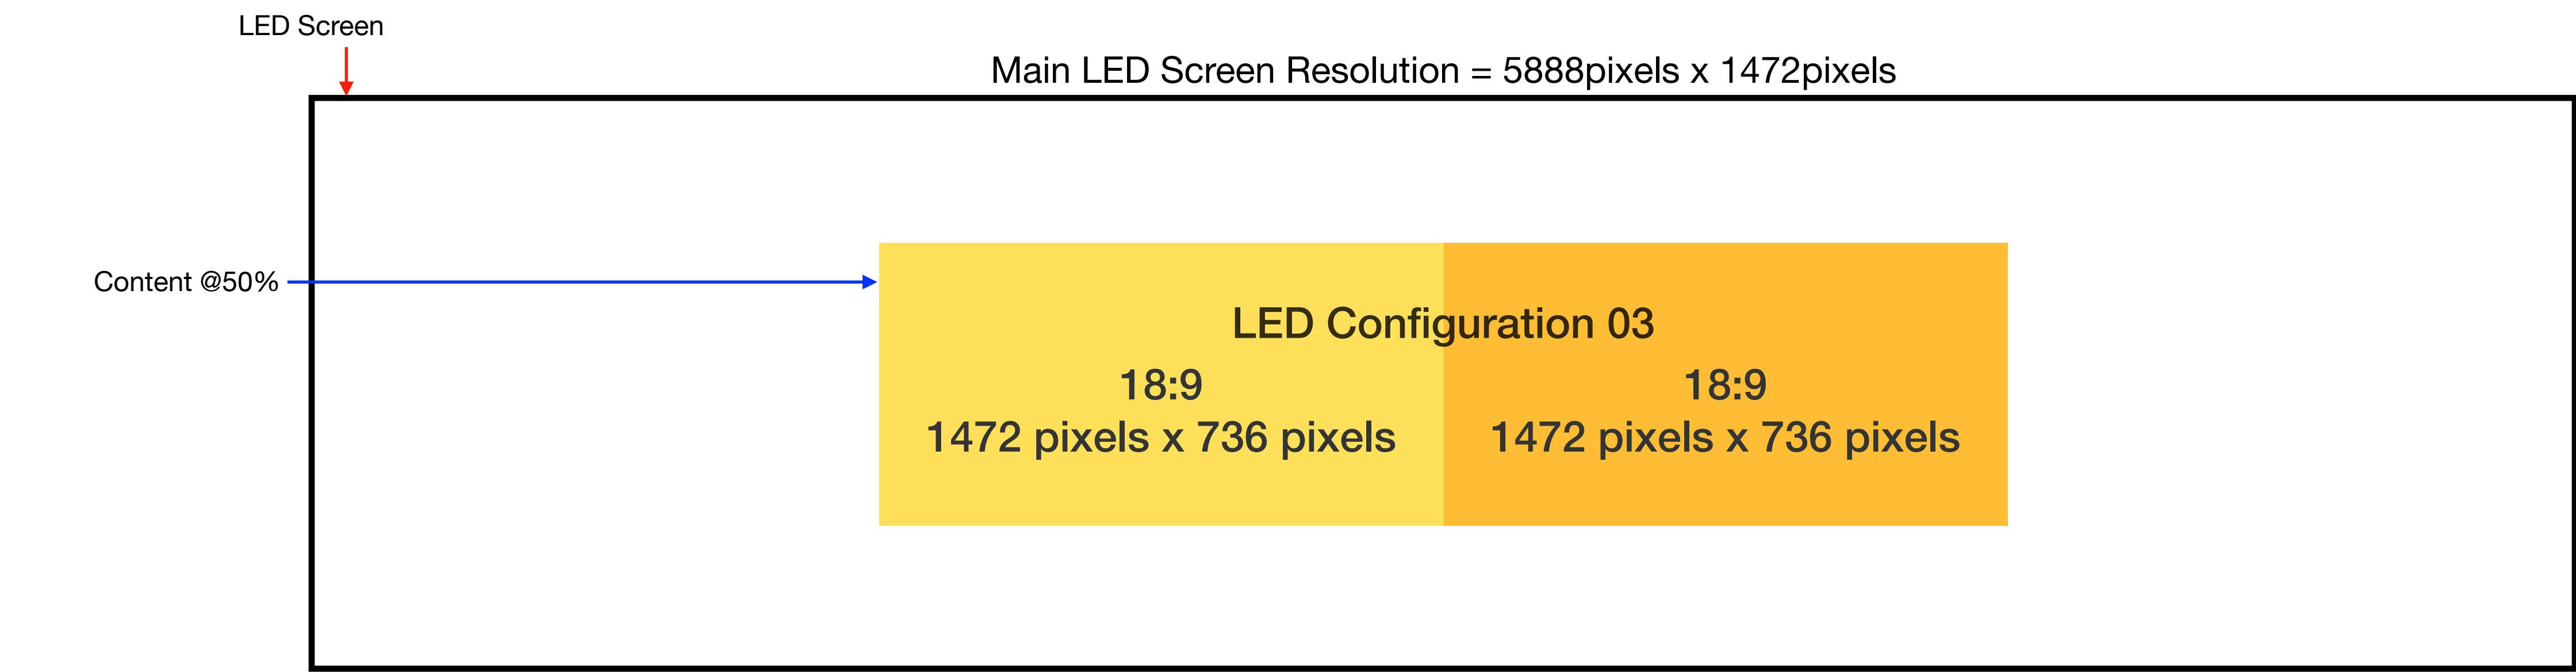 LED Screen
Main LED Screen Resolution = 5888pixels x 1472pixels
Content @50%
LED Configuration 03
18:9
1472 pixels x 736 pixels
18:9
1472 pixels x 736 pixels